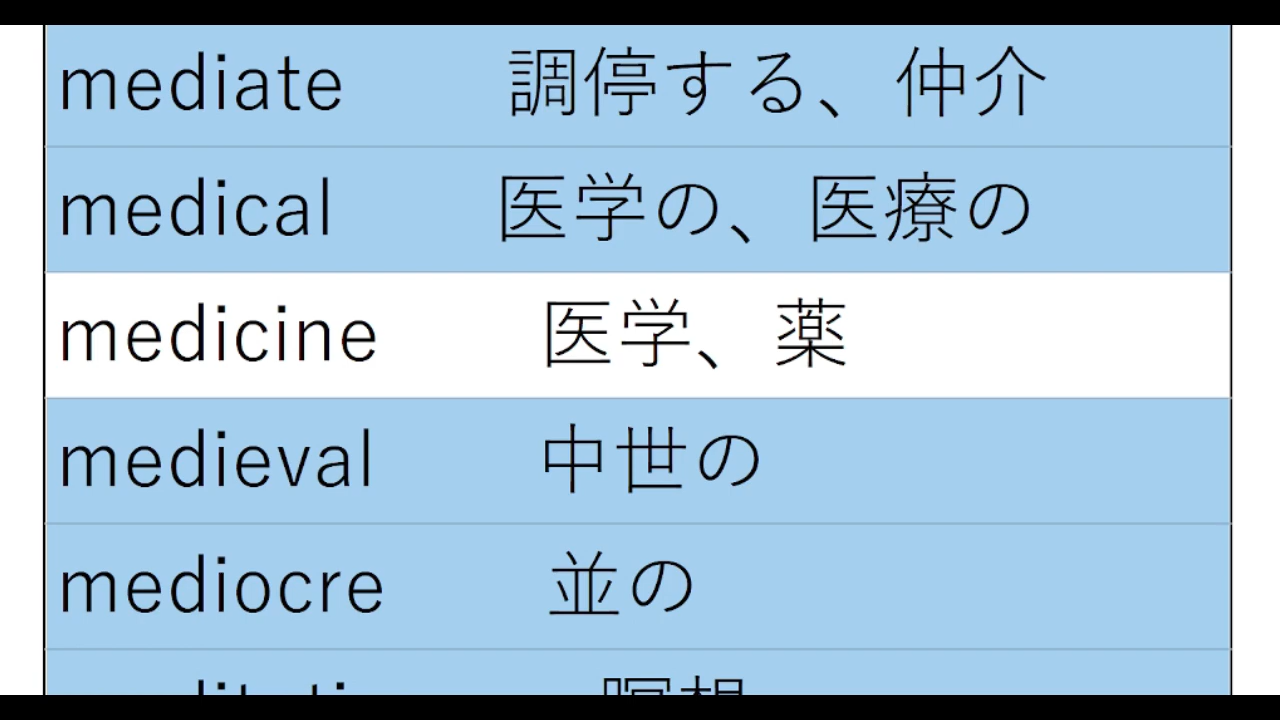 mediate 調停する、仲介
medical 医学の、医療の
medicine 医学、薬
medieval 中世の
mediocre 並の